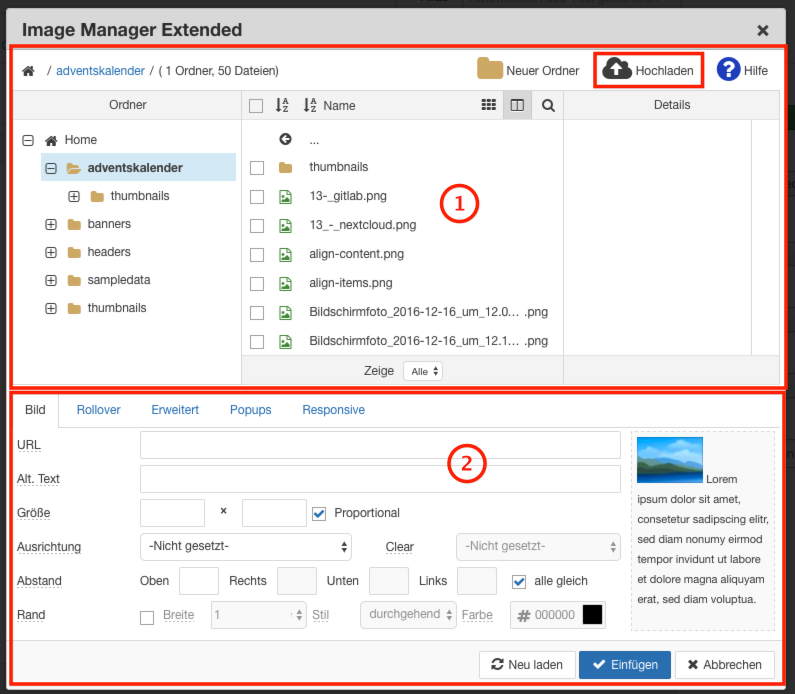 Image Manager Extended
/ adventskalender / ( 1 Ordner, 50 Dateien)
Neuer Ordner
Hochladen
Hilfe
Ordner
Name
Details
Home
adventskalender
thumbnails
banners
headers
sampledata
thumbnails
...
thumbnails
13-_gitlab.png
13_-_nextcloud.png
align-content.png
align-items.png
Bildschirmfoto_2016-12-16_um_12.0... .png
Bildschirmfoto_2016-12-16_um_12.1... .png
1
Zeige Alle
Bild Rollover Erweitert Popups Responsive
URL
2
Alt. Text
Größe × Proportional
Ausrichtung -Nicht gesetzt- Clear -Nicht gesetzt-
Abstand Oben Rechts Unten Links alle gleich
Rand Breite 1 Stil durchgehend Farbe # 000000
Lorem
ipsum dolor sit amet,
consetetur sadipscing elitr,
sed diam nonumy eirmod
tempor invidunt ut labore
et dolore magna aliquyam
erat, sed diam voluptua.
Neu laden Einfügen Abbrechen